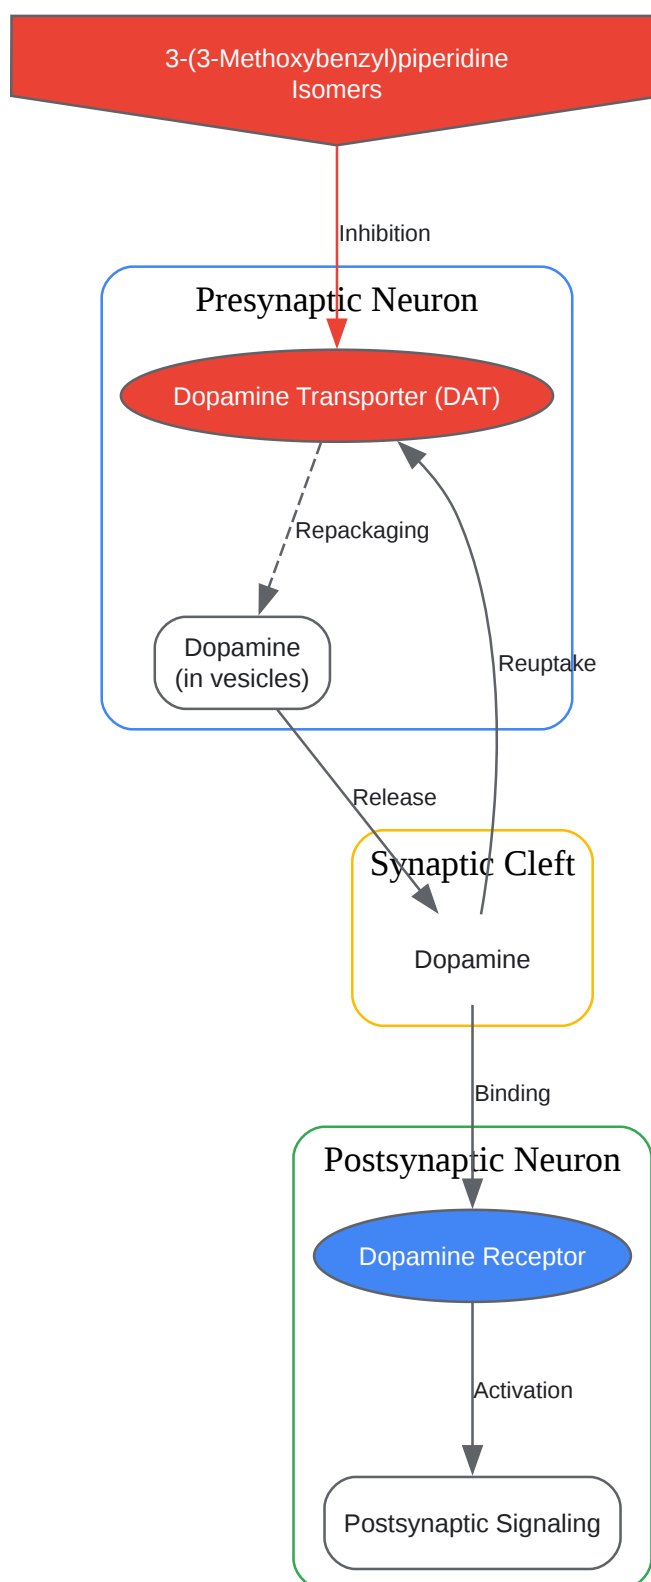 3-(3-Methoxybenzyl)piperidine
Isomers
Inhibition
Presynaptic Neuron
Dopamine Transporter (DAT)
Repackaging
Dopamine
(in vesicles)
Reuptake
Release
Synaptic Cleft
Dopamine
Binding
Postsynaptic Neuron
Dopamine Receptor
Activation
Postsynaptic Signaling